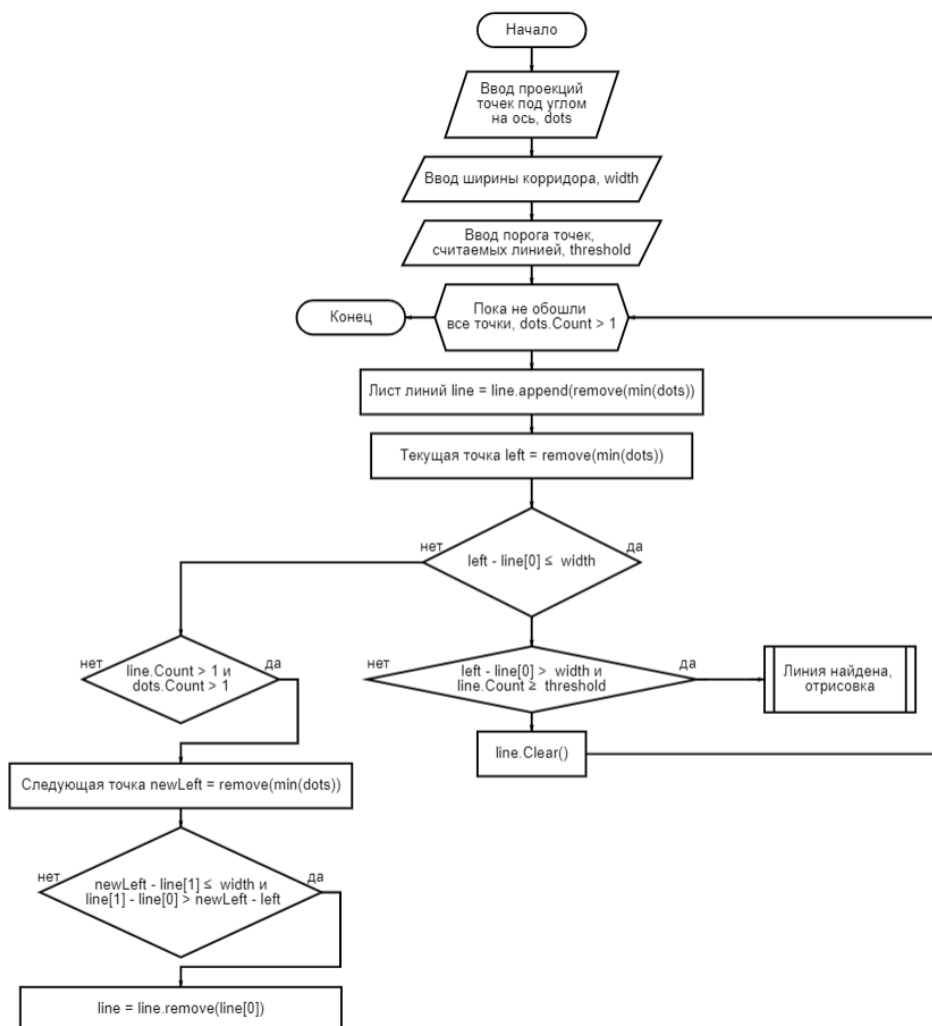 Начало
Ввод проекций
точек под углом
на ось, dots
Ввод ширины корридора, width
Ввод порога точек,
считаемых линией, threshold
Пока не обошли
все точки, dots.Count > 1
Конец
Лист линий line = line.append(remove(min(dots))
Текущая точка left = remove(min(dots))
нет
left - line[0] ≤ width
да
нет
line.Count > 1 и
dots.Count > 1
да
нет
left - line[0] > width и
line.Count ≥ threshold
да
Линия найдена,
отрисовка
line.Clear()
Следующая точка newLeft = remove(min(dots))
нет
newLeft - line[1] ≤ width и
line[1] - line[0] > newLeft - left
да
line = line.remove(line[0])